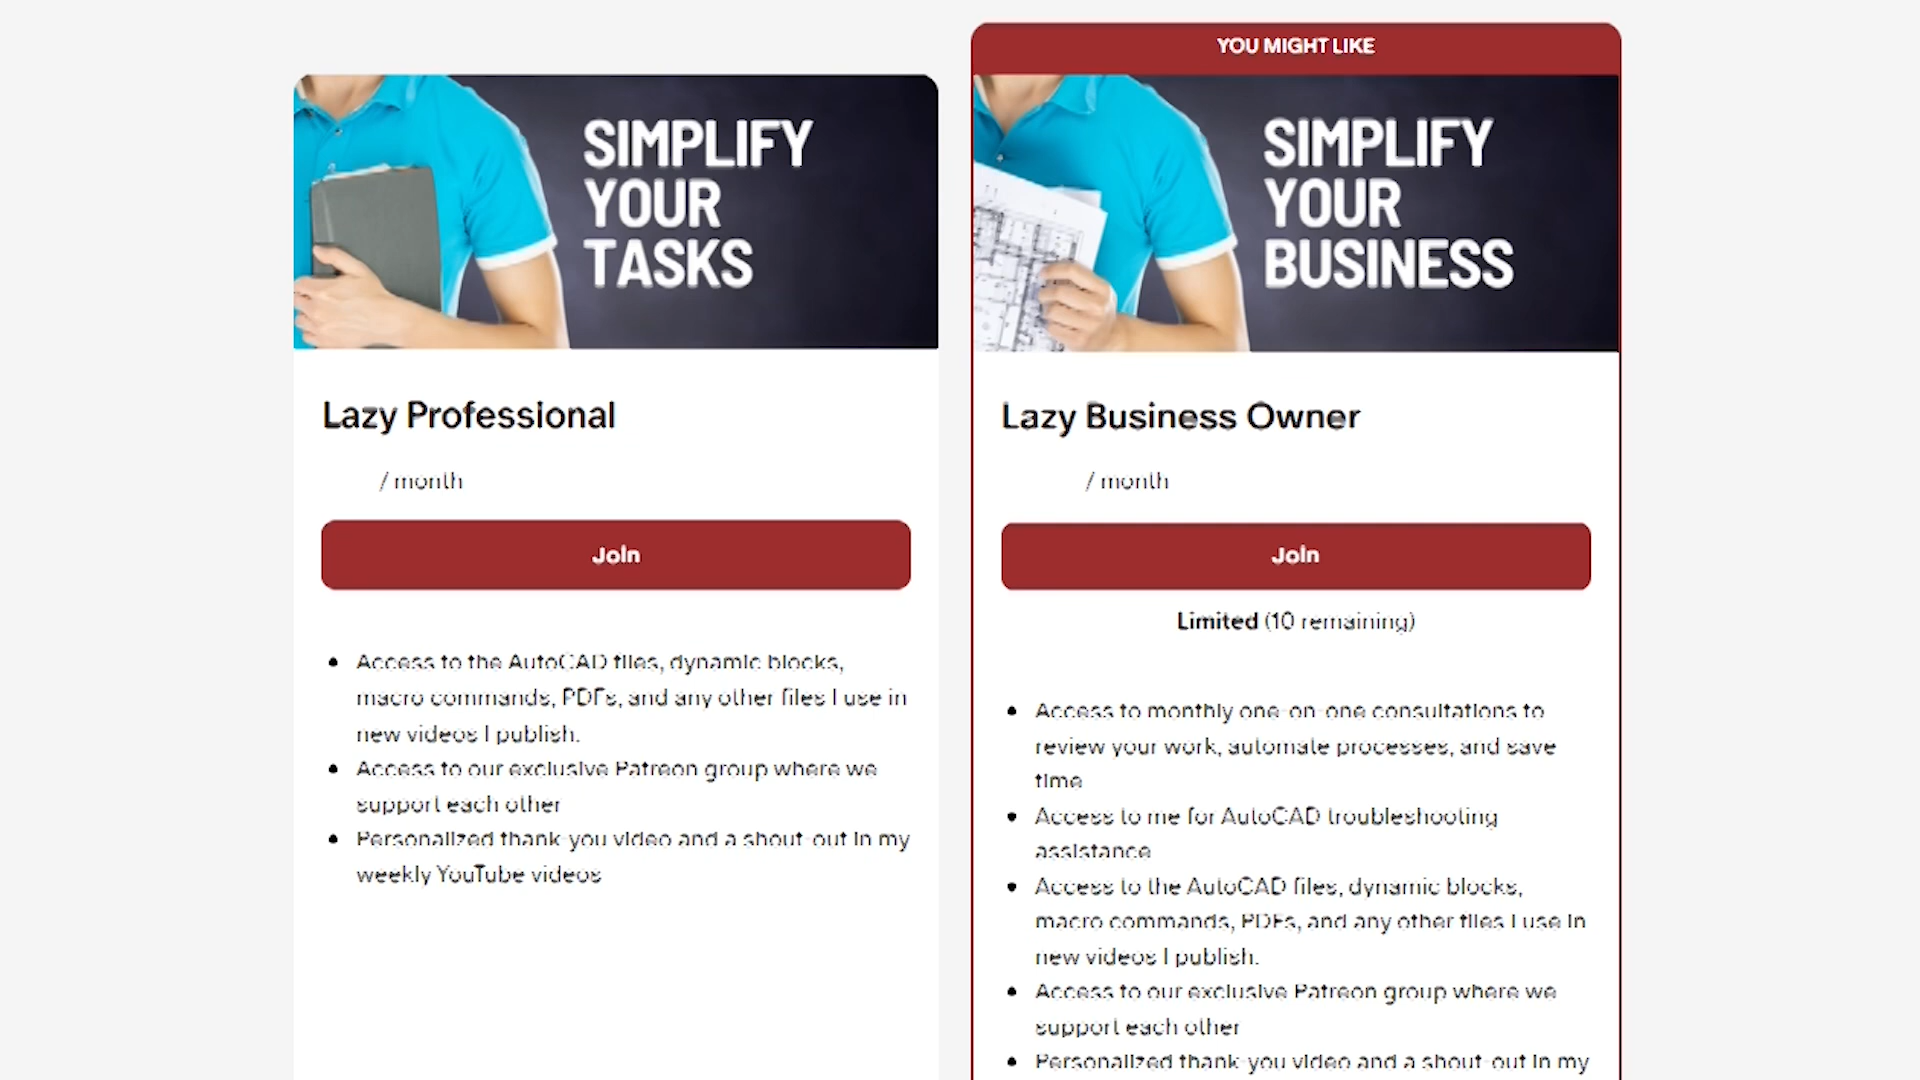 SIMPLIFY
YOUR
TASKS
Lazy Professional
/ month
Join
Access to the AutoCAD files, dynamic blocks,
macro commands, PDFs, and any other files I use in
new videos I publish.
Access to our exclusive Patreon group where we
support each other
Personalized thank-you video and a shout-out in my
weekly YouTube videos
YOU MIGHT LIKE
SIMPLIFY
YOUR
BUSINESS
Lazy Business Owner
/ month
Join
Limited (10 remaining)
Access to monthly one-on-one consultations to
review your work, automate processes, and save
time
Access to me for AutoCAD troubleshooting
assistance
Access to the AutoCAD files, dynamic blocks,
macro commands, PDFs, and any other files I use in
new videos I publish.
Access to our exclusive Patreon group where we
support each other
Personalized thank-you video and a shout-out in my